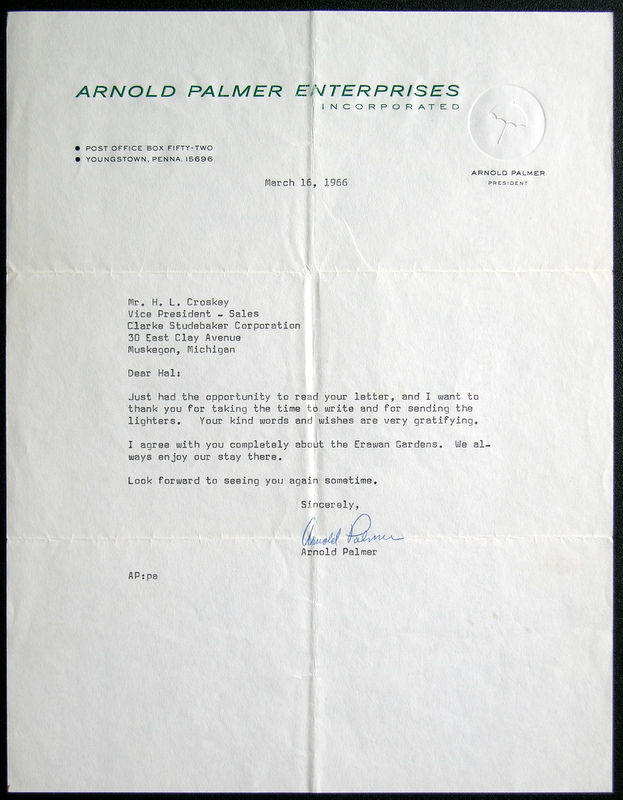 ARNOLD PALMER ENTERPRISES
INCORPORATED
• POST OFFICE BOX FIFTY-TWO
• YOUNGSTOWN, PENNA. 15696
ARNOLD PALMER
PRESIDENT
March 16, 1966
Mr. H. L. Croskey
Vice President - Sales
Clarke Studebaker Corporation
30 East Clay Avenue
Muskegon, Michigan
Dear Hal:
Just had the opportunity to read your letter, and I want to
thank you for taking the time to write and for sending the
lighters.  Your kind words and wishes are very gratifying.
I agree with you completely about the Erawan Gardens.  We al-
ways enjoy our stay there.
Look forward to seeing you again sometime.
Sincerely,
Arnold Palmer
Arnold Palmer
AP:pa